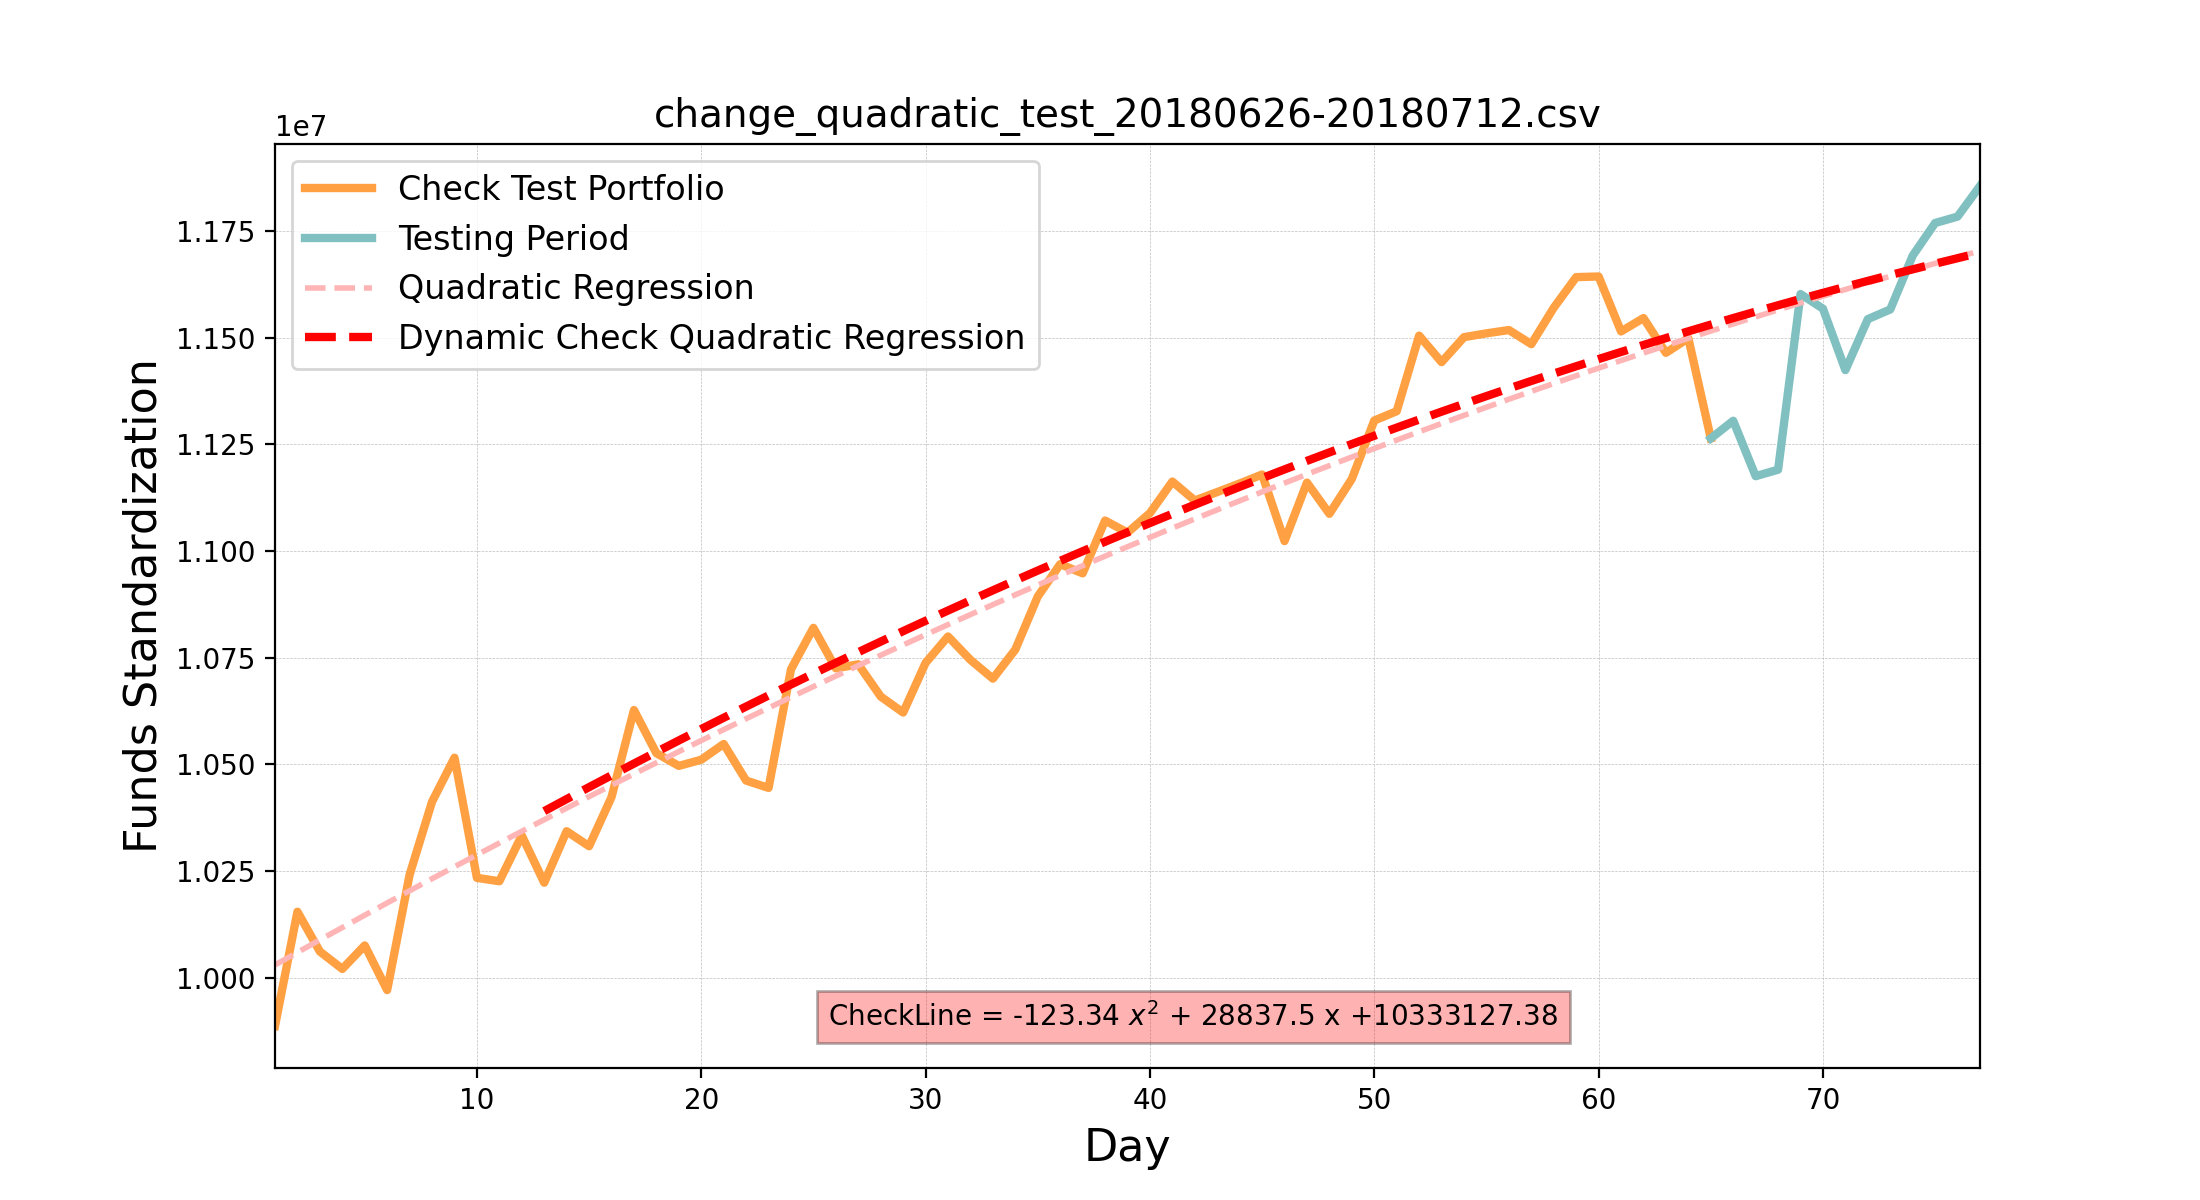 change_quadratic_test_20180626-20180712.csv
1e7
Check Test Portfolio
Testing Period
Quadratic Regression
Dynamic Check Quadratic Regression
1.175
1.150
1.125
1.100
1.075
1.050
1.025
1.000
Funds Standardization
CheckLine = -123.34 x² + 28837.5 x +10333127.38
10 20 30 40 50 60 70
Day